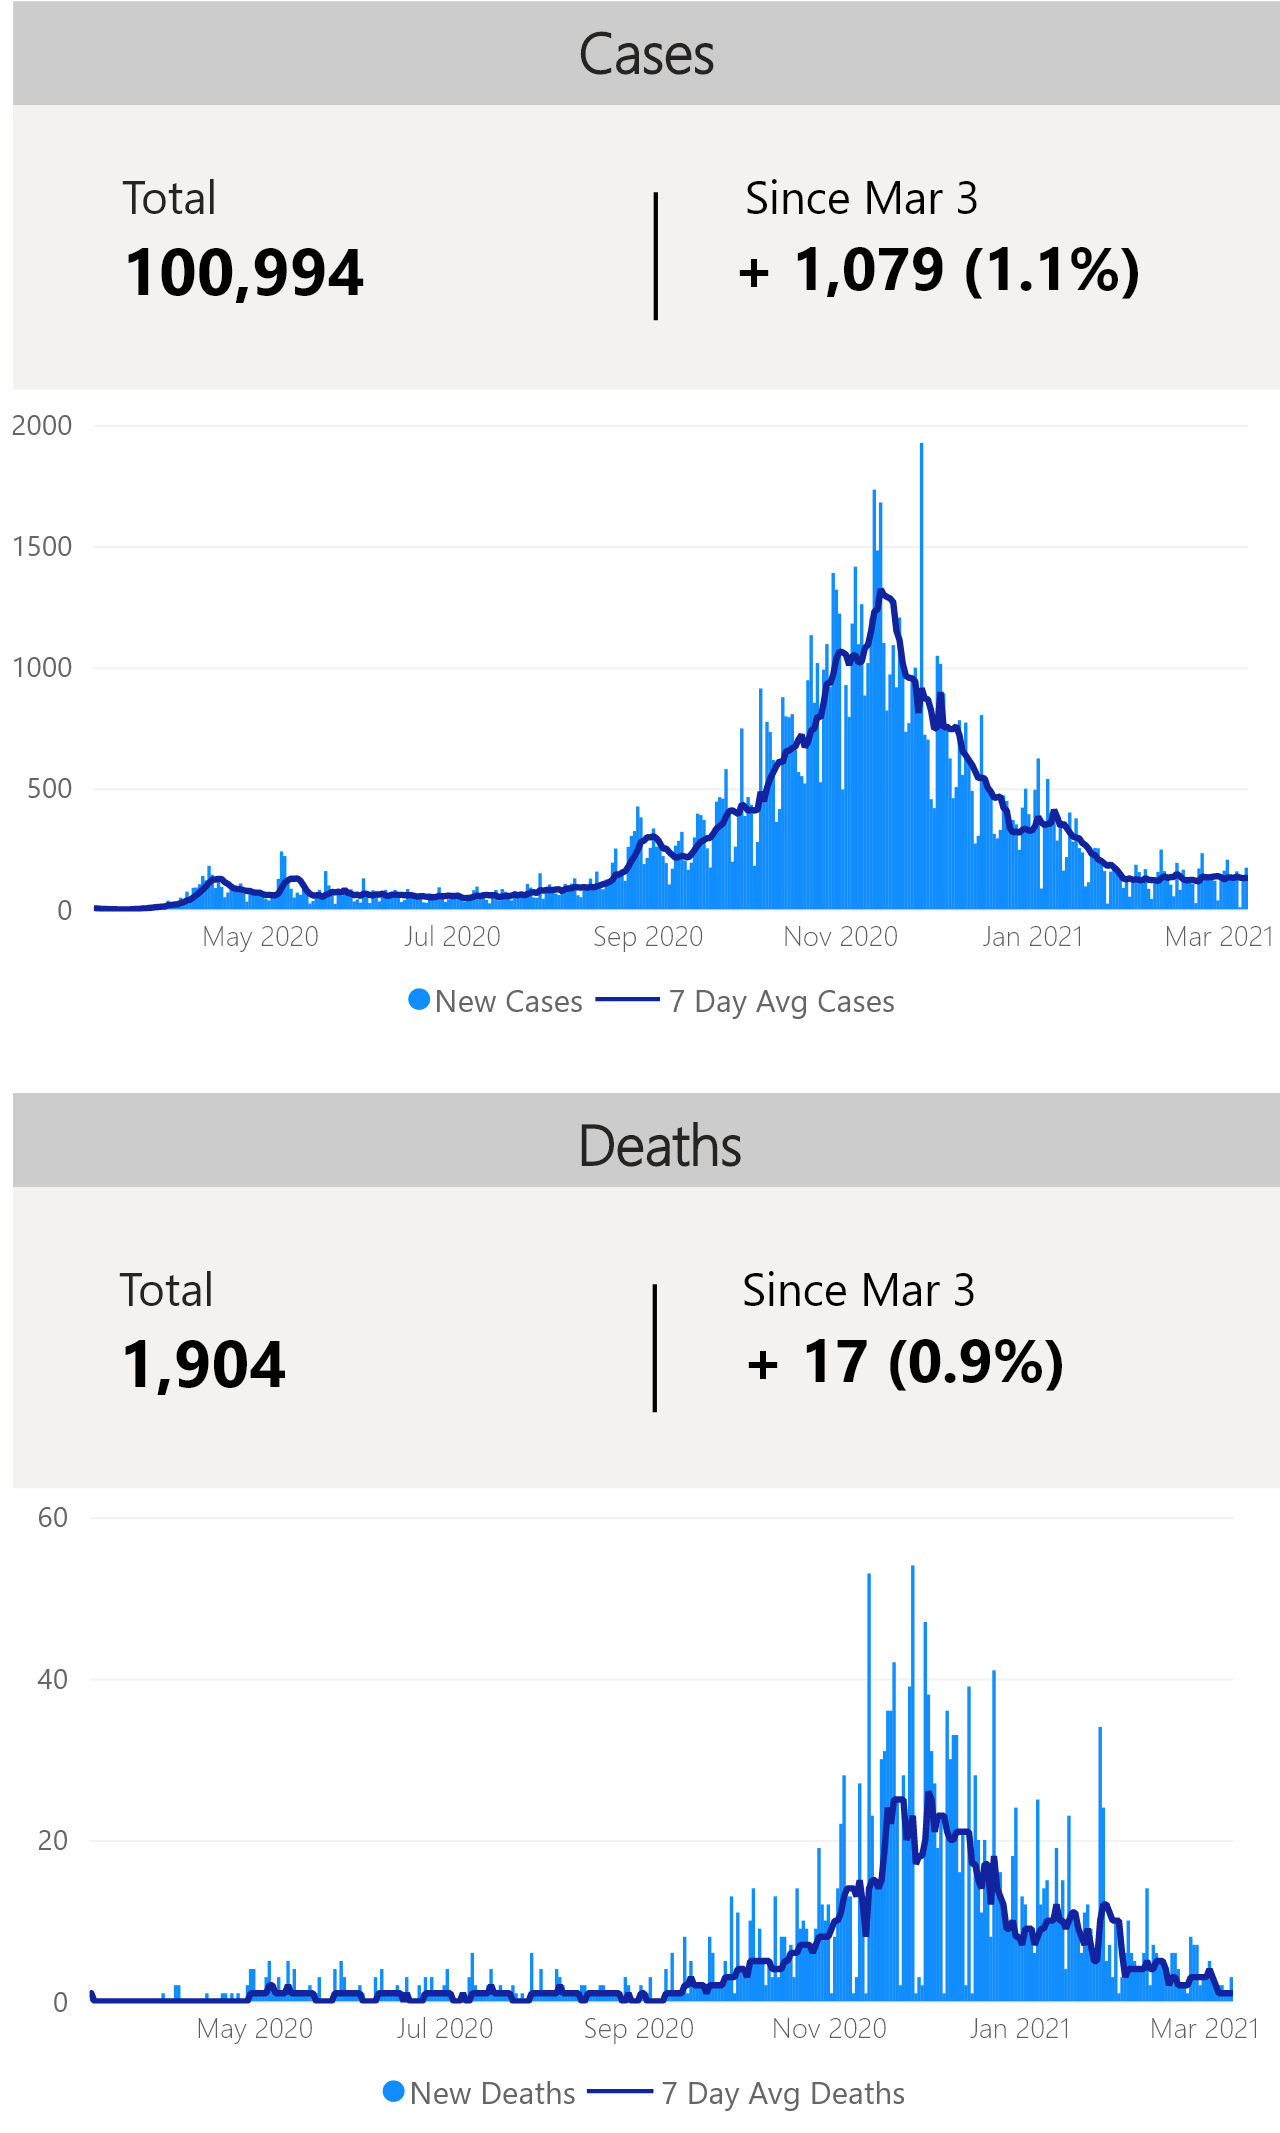 Cases
Total
Since Mar 3
100,994
+ 1,079 (1.1%)
2000
1500
1000
500
0
May 2020 Jul 2020 Sep 2020 Nov 2020 Jan 2021 Mar 2021
New Cases 7 Day Avg Cases
Deaths
Total
Since Mar 3
1,904
+ 17 (0.9%)
60
40
20
0
May 2020 Jul 2020 Sep 2020 Nov 2020 Jan 2021 Mar 2021
New Deaths 7 Day Avg Deaths